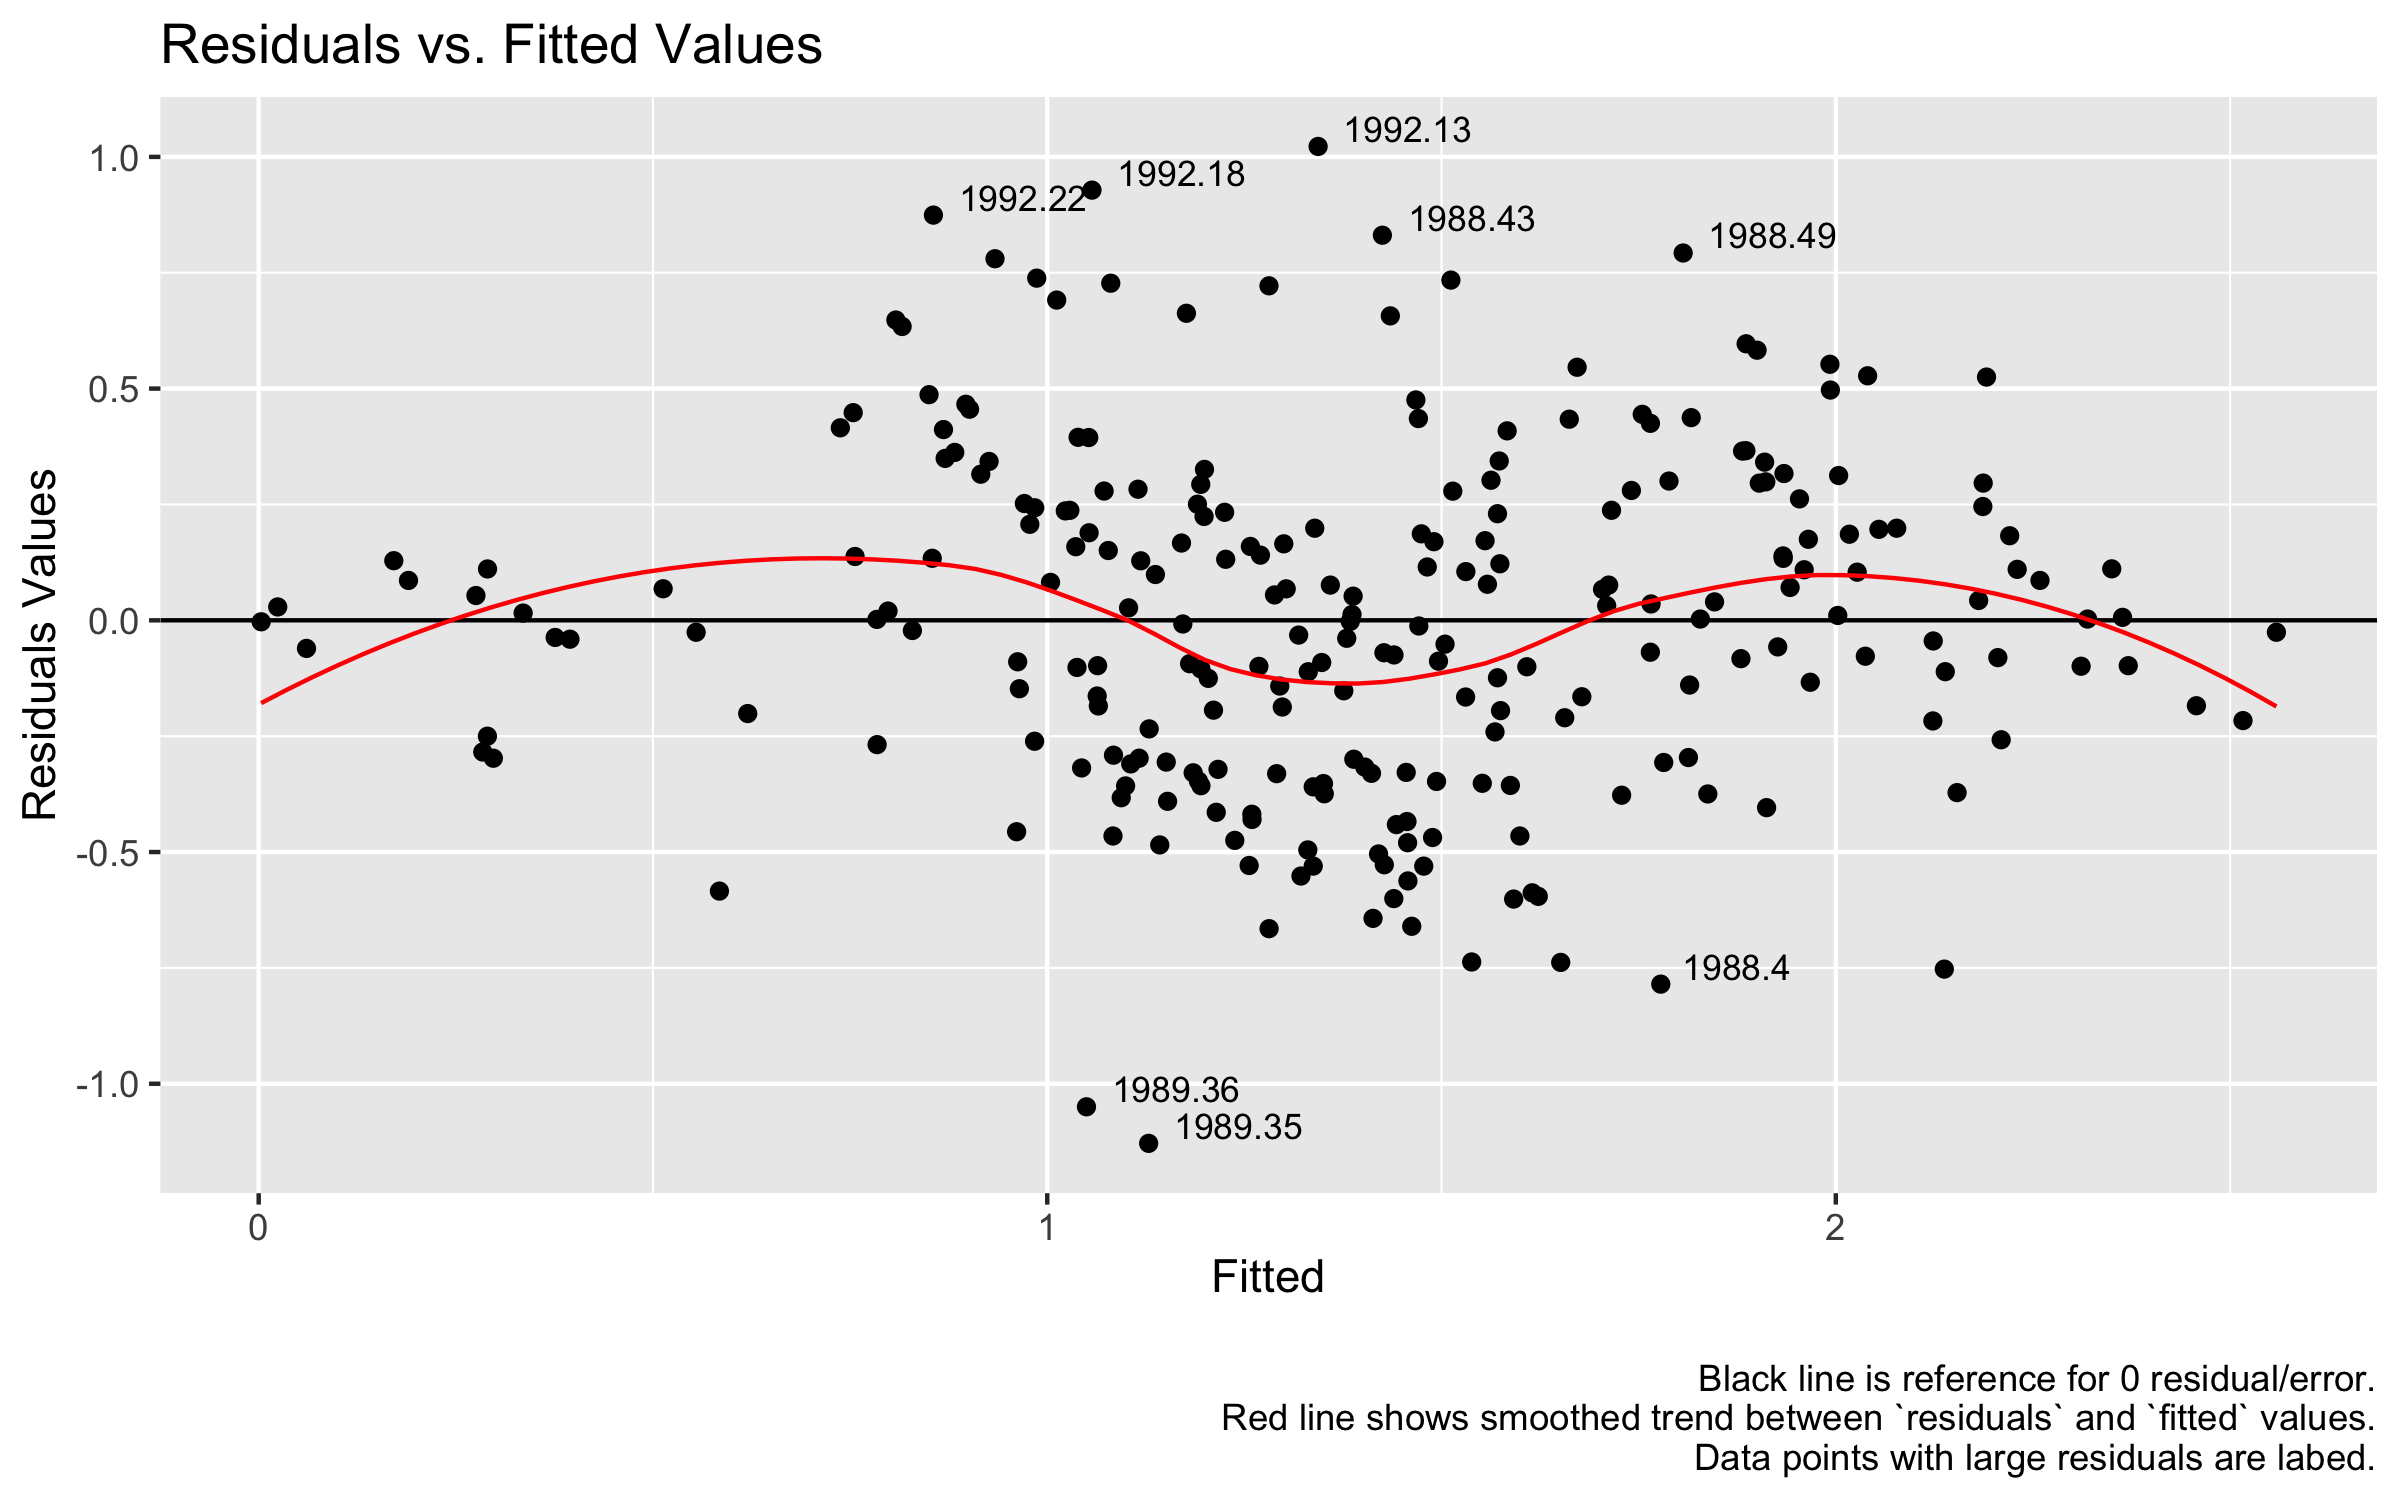 Residuals vs. Fitted Values
1992.13
1992.18
1992.22
1988.43
1988.49
1988.4
1989.36
1989.35
1.0
0.5
0.0
-0.5
-1.0
Residuals Values
0
1
2
Fitted
Black line is reference for 0 residual/error.
Red line shows smoothed trend between `residuals` and `fitted` values.
Data points with large residuals are labed.